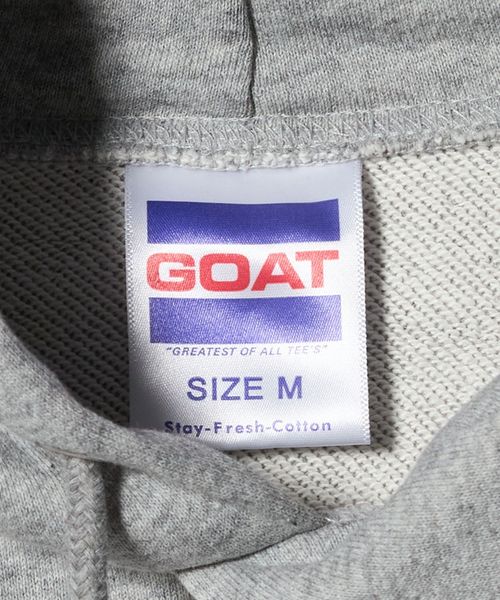 GOAT
"GREATEST OF ALL TEE'S"
SIZE M
Stay-Fresh-Cotton